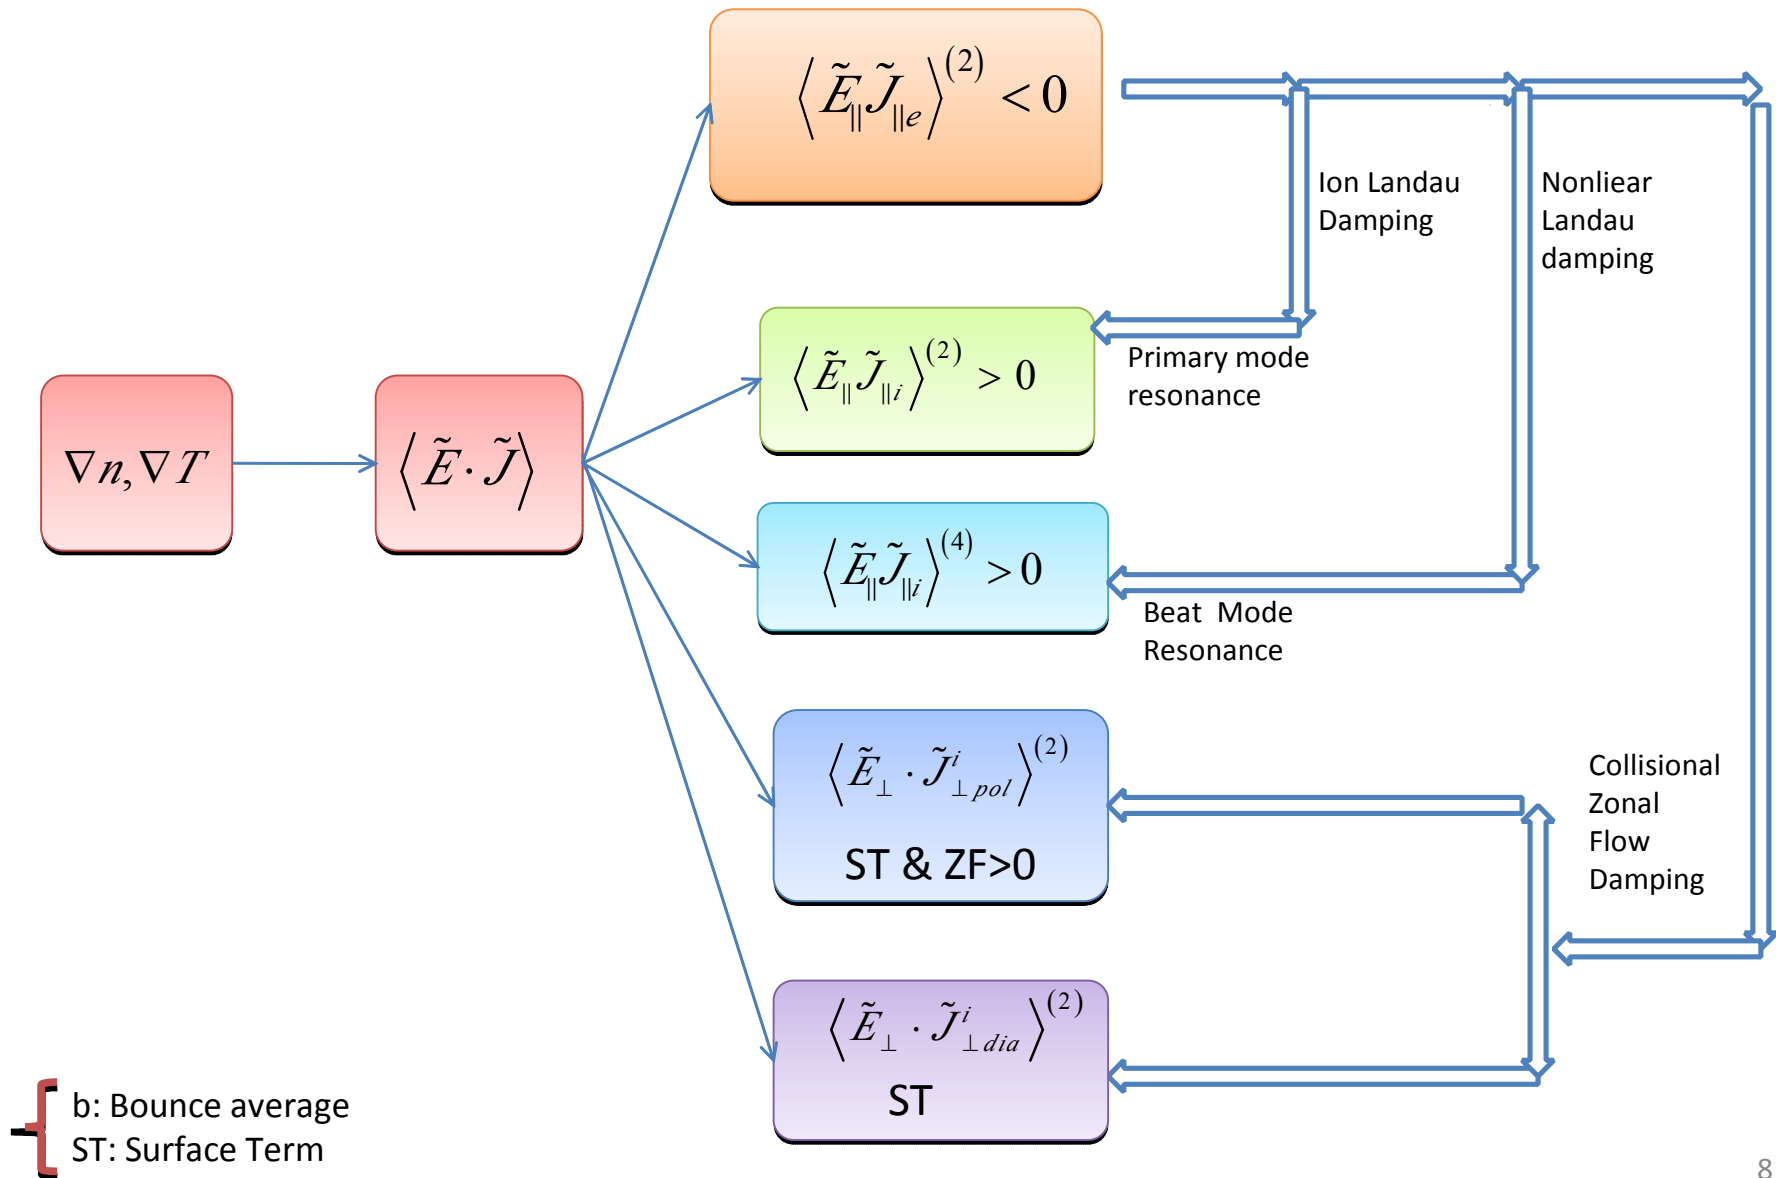 ⟨Ẽ∥J̃∥e⟩⁽²⁾ < 0
Ion Landau
Damping
Nonliear
Landau
damping
⟨Ẽ∥J̃∥i⟩⁽²⁾ > 0
Primary mode
resonance
∇n,∇T
⟨Ẽ · J̃⟩
⟨Ẽ∥J̃∥i⟩⁽⁴⁾ > 0
Beat Mode
Resonance
⟨Ẽ⊥ · J̃ⁱ⊥pol⟩⁽²⁾
ST & ZF>0
Collisional
Zonal
Flow
Damping
⟨Ẽ⊥ · J̃ⁱ⊥dia⟩⁽²⁾
ST
b: Bounce average
ST: Surface Term
8